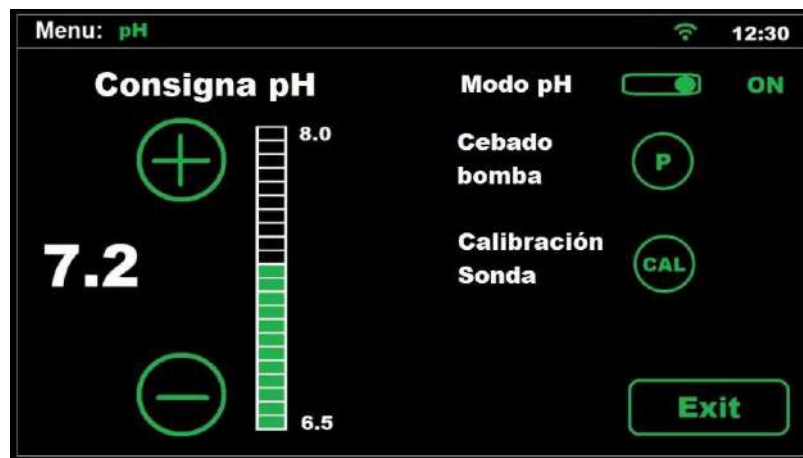 Menu: pH
12:30
Consigna pH
8.0
7.2
6.5
Modo pH
ON
Cebado
bomba
P
Calibración
Sonda
CAL
Exit